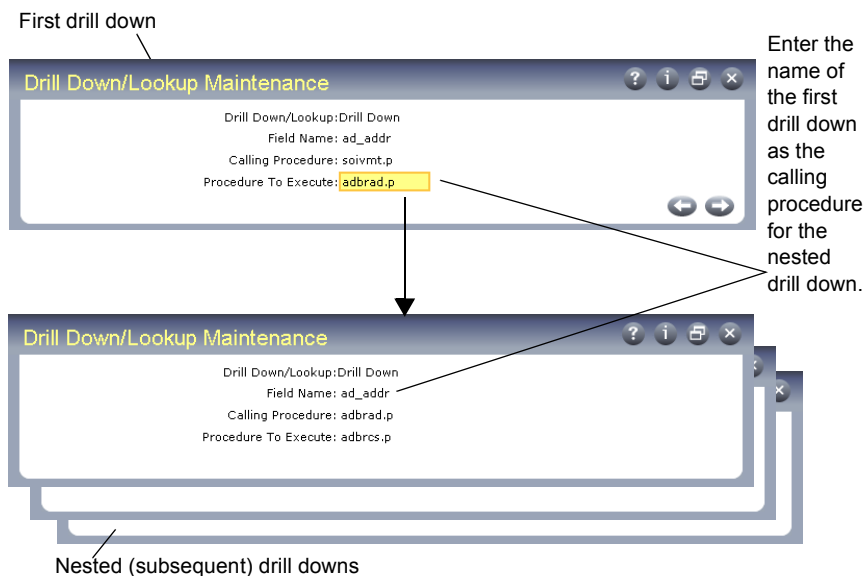 First drill down
Drill Down/Lookup Maintenance
Drill Down/Lookup:Drill Down
Field Name: ad_addr
Calling Procedure: soivmt.p
Procedure To Execute: adbrad.p
Enter the
name of
the first
drill down
as the
calling
procedure
for the
nested
drill down.
Drill Down/Lookup Maintenance
Drill Down/Lookup:Drill Down
Field Name: ad_addr
Calling Procedure: adbrad.p
Procedure To Execute: adbrcs.p
Nested (subsequent) drill downs